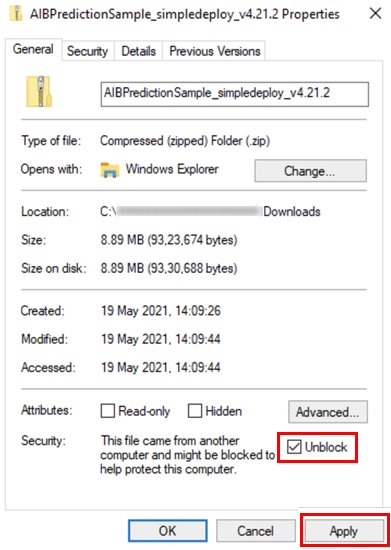 AIBPredictionSample_simpledeploy_v4.21.2 Properties
General Security Details Previous Versions
AIBPredictionSample_simpledeploy_v4.21.2
Type of file: Compressed (zipped) Folder (.zip)
Opens with: Windows Explorer Change...
Location: C:\ Downloads
Size: 8.89 MB (93,23,674 bytes)
Size on disk: 8.89 MB (93,30,688 bytes)
Created: 19 May 2021, 14:09:26
Modified: 19 May 2021, 14:09:44
Accessed: 19 May 2021, 14:09:44
Attributes: Read-only Hidden Advanced...
Security: This file came from another
computer and might be blocked to
help protect this computer.
Unblock
OK Cancel Apply